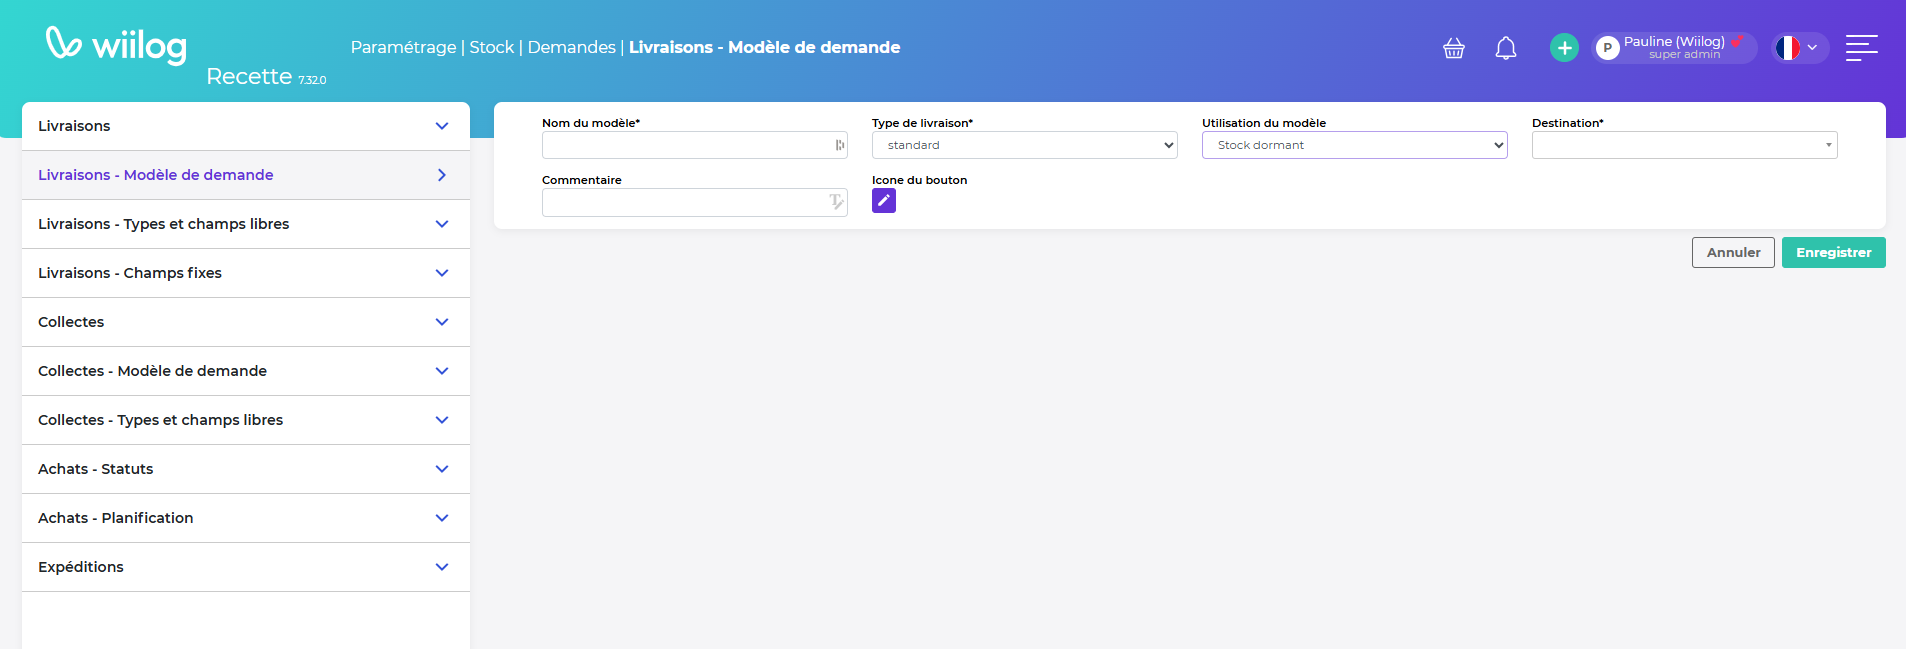 wiilog
Recette 7.32.0
Paramétrage | Stock | Demandes | Livraisons - Modèle de demande
P
Pauline (Wiilog)
super admin
Livraisons
Livraisons - Modèle de demande
Livraisons - Types et champs libres
Livraisons - Champs fixes
Collectes
Collectes - Modèle de demande
Collectes - Types et champs libres
Achats - Statuts
Achats - Planification
Expéditions
Nom du modèle*
Type de livraison*
standard
Utilisation du modèle
Stock dormant
Destination*
Commentaire
Icone du bouton
Annuler
Enregistrer